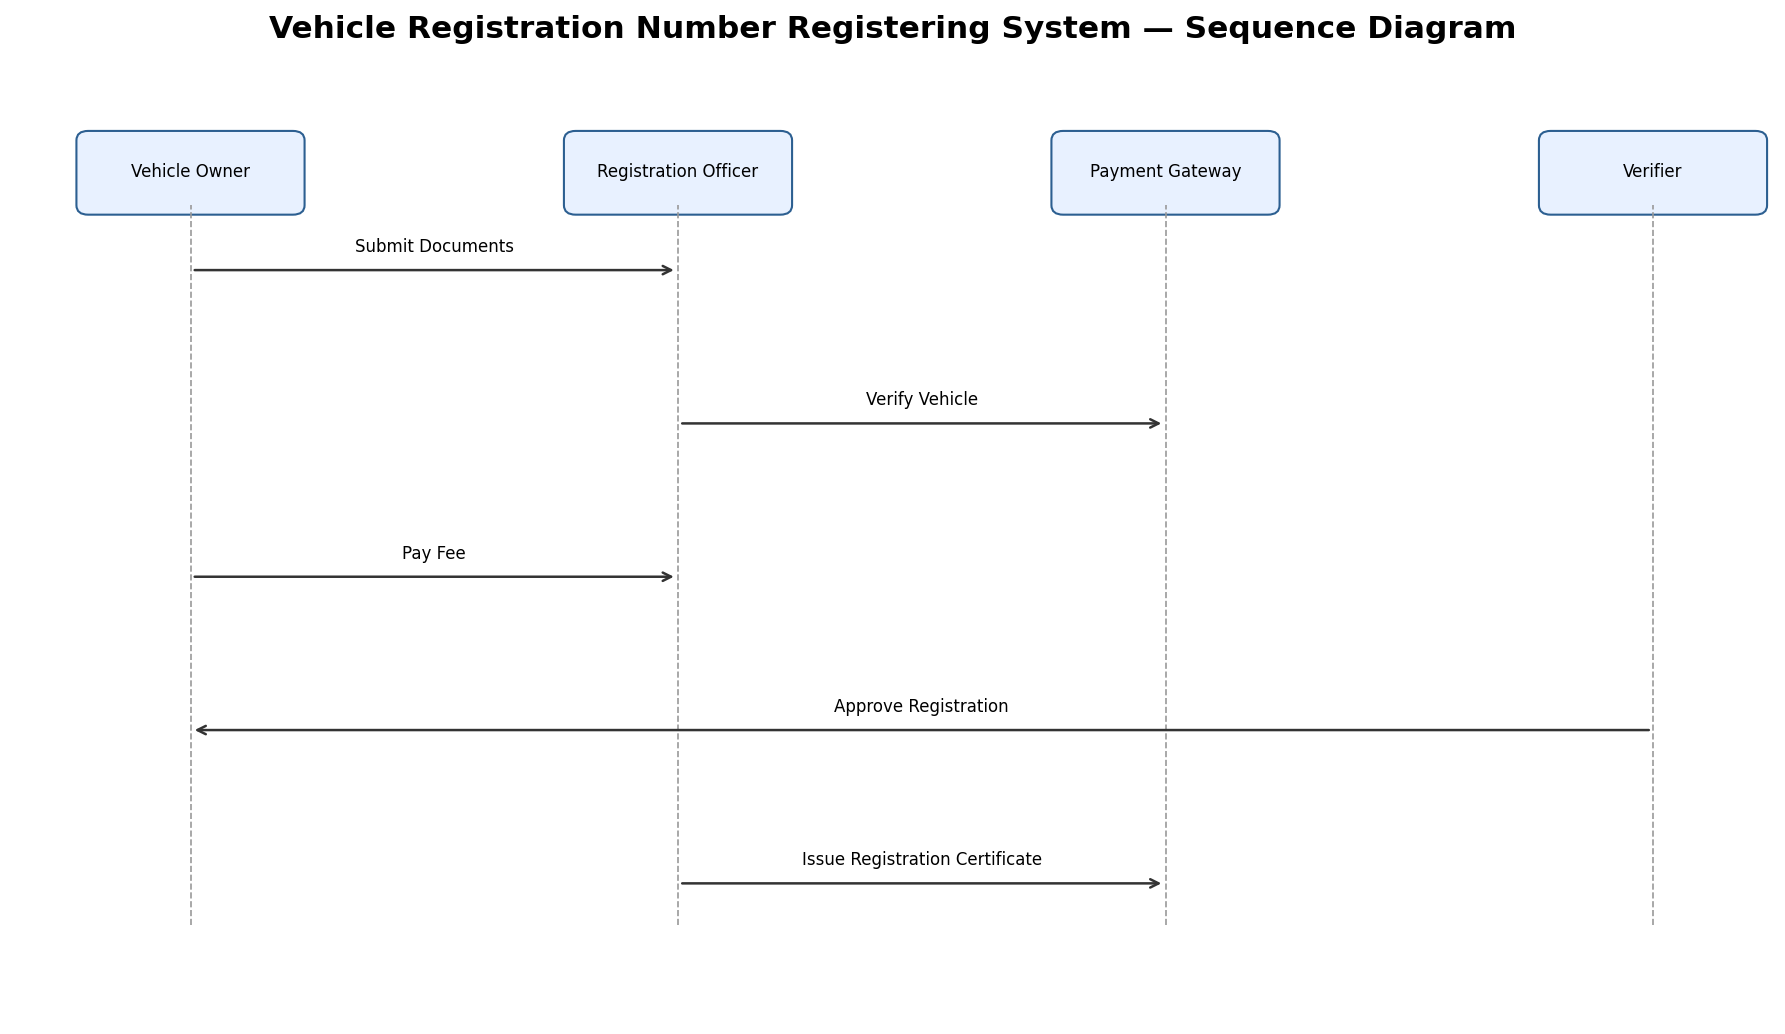 Vehicle Registration Number Registering System — Sequence Diagram
Vehicle Owner
Registration Officer
Payment Gateway
Verifier
Submit Documents
Verify Vehicle
Pay Fee
Approve Registration
Issue Registration Certificate